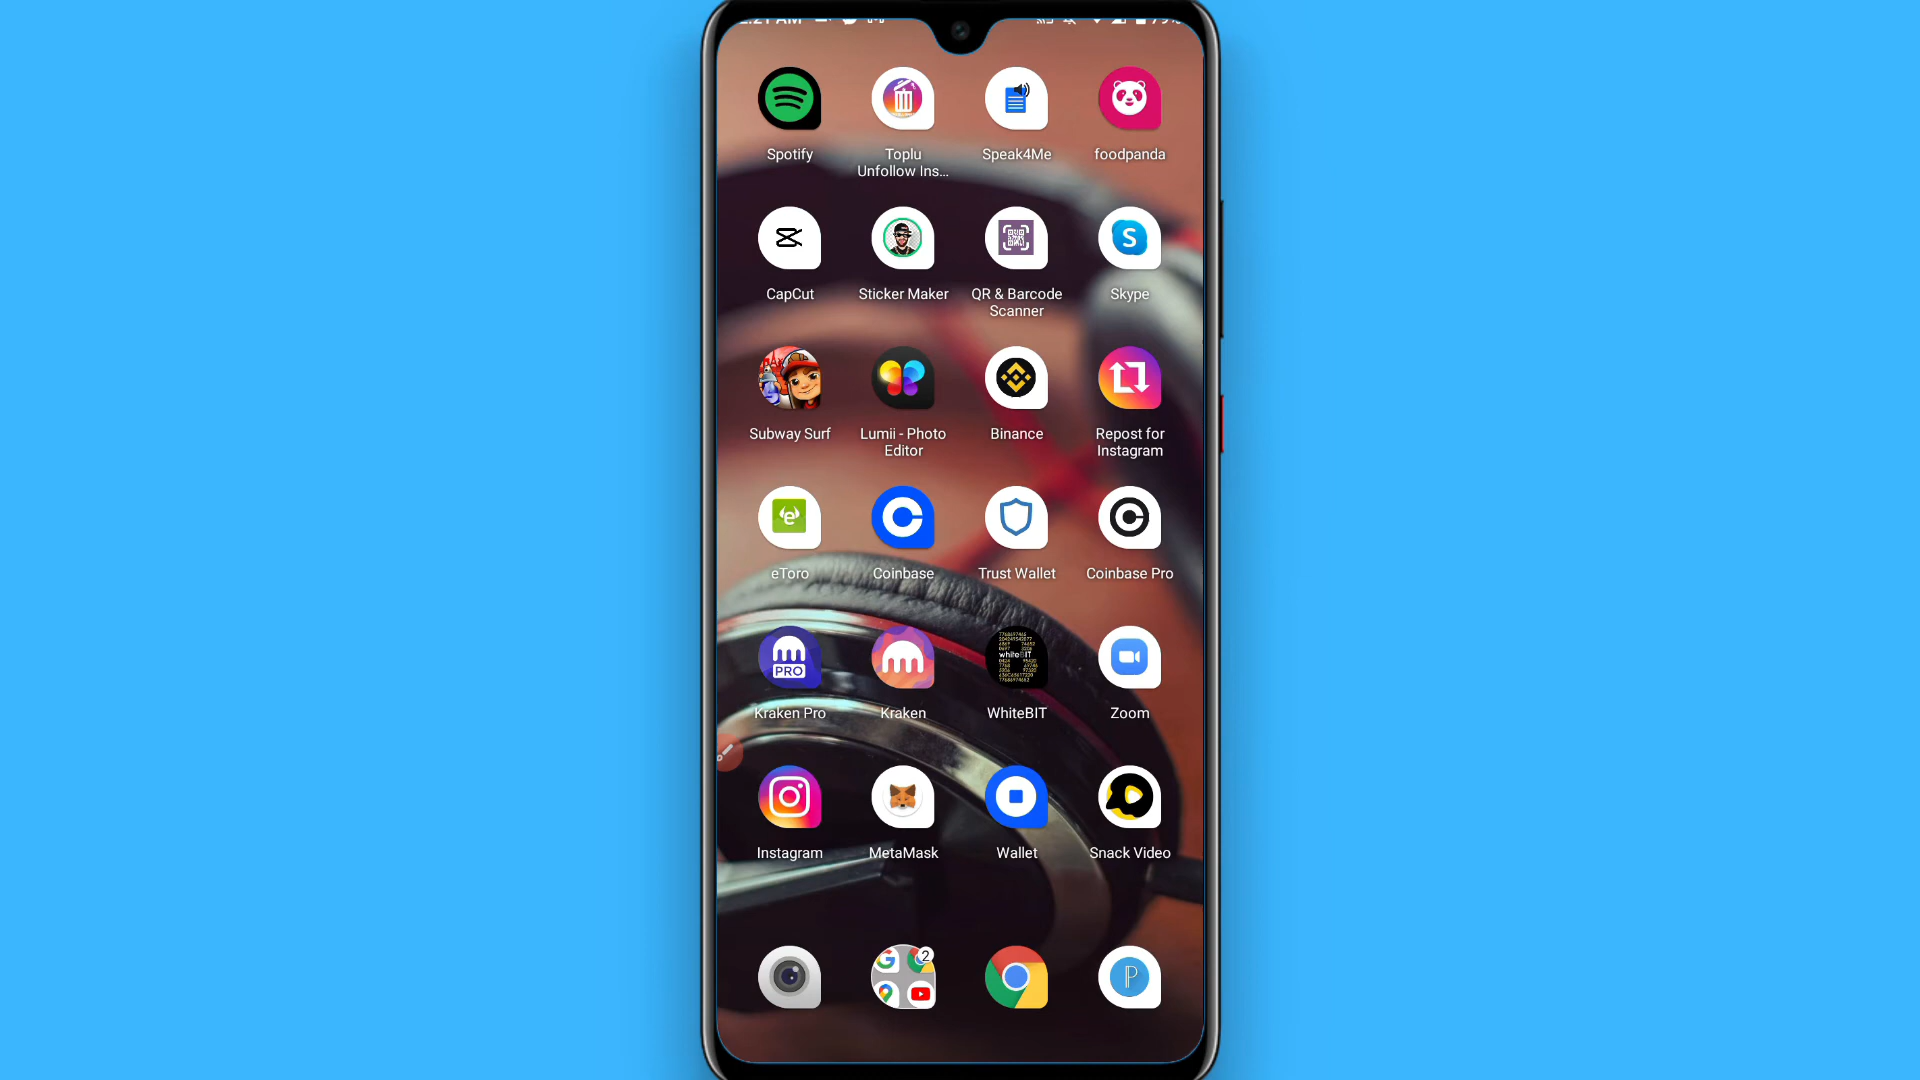 Spotify
Toplu
Unfollow Ins...
Speak4Me
foodpanda
CapCut
Sticker Maker
QR & Barcode
Scanner
S
Skype
Subway Surf
Lumii - Photo
Editor
Binance
Repost for
Instagram
e
eToro
Coinbase
Trust Wallet
Coinbase Pro
PRO
Kraken Pro
Kraken
whiteBIT
WhiteBIT
Zoom
Instagram
MetaMask
Wallet
Snack Video
2
P